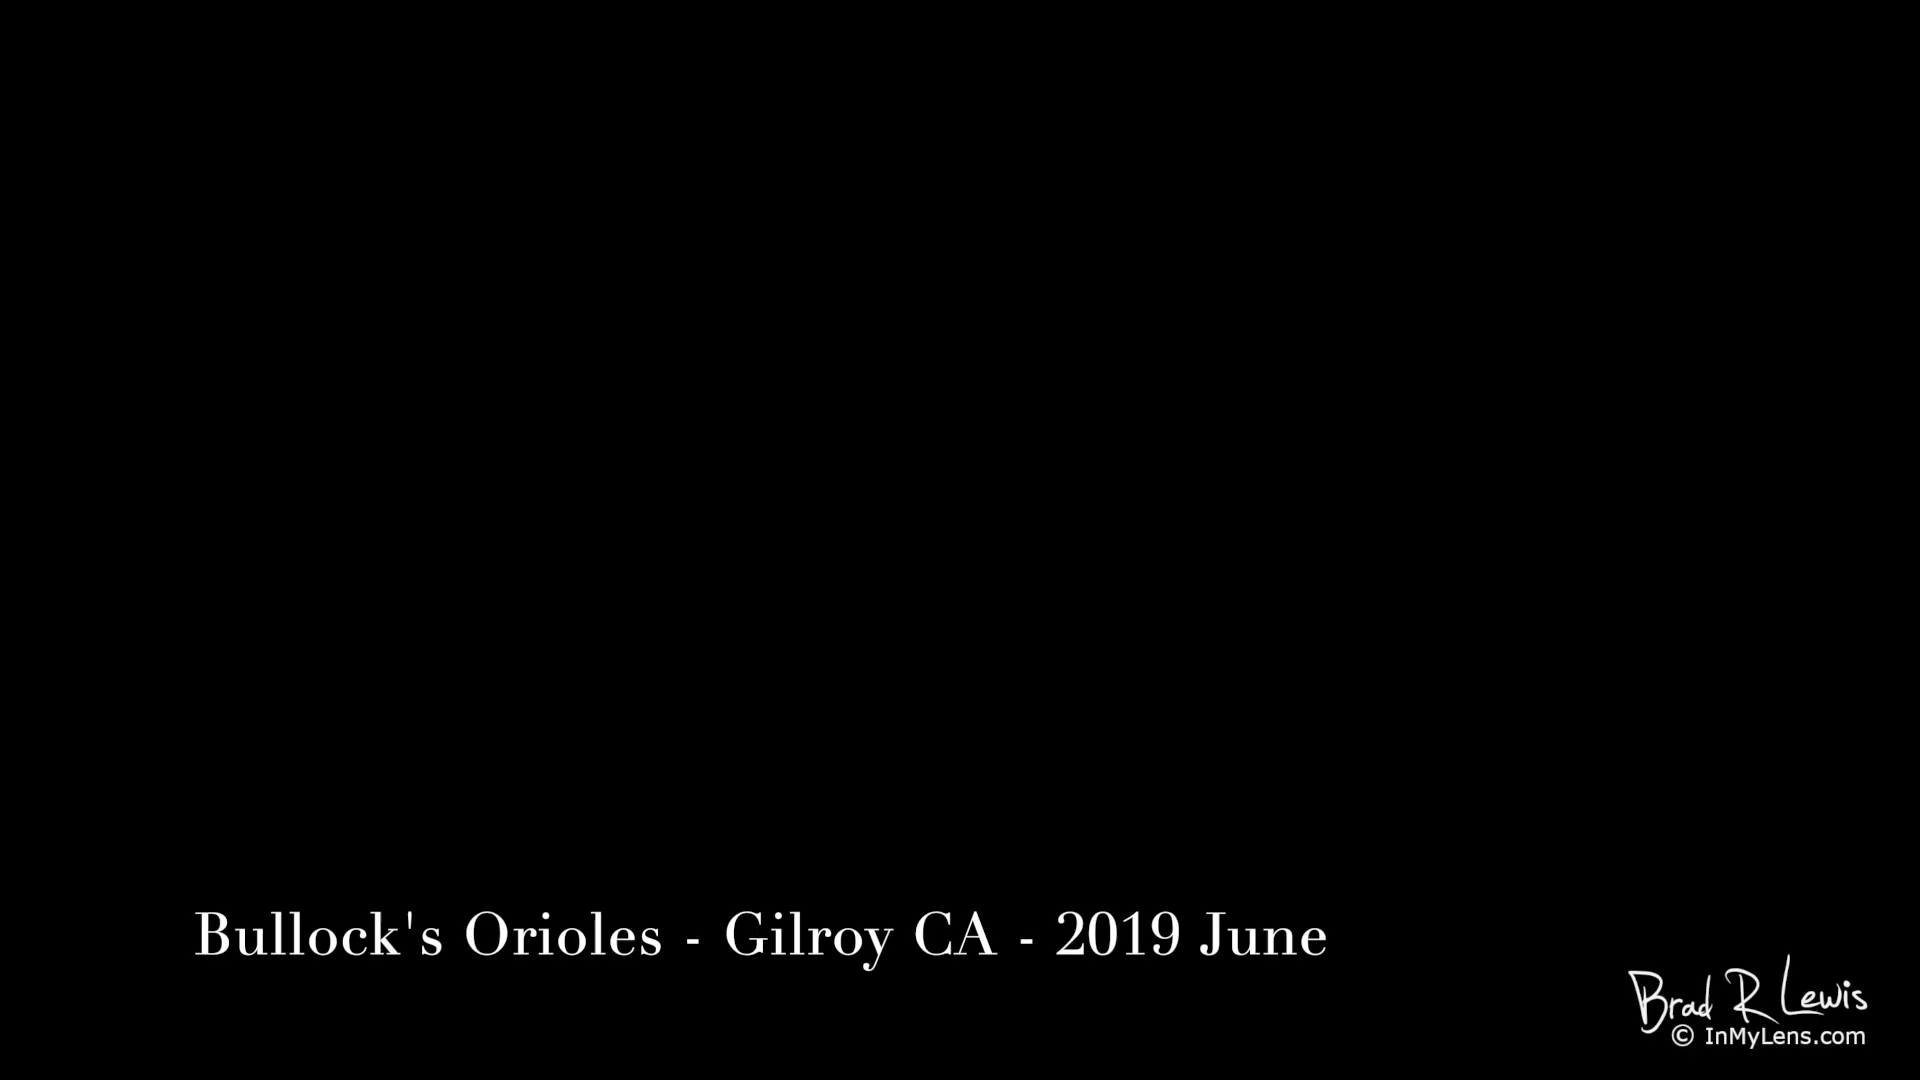 Bullock's Orioles - Gilroy CA - 2019 June
Brad R Lewis
© InMyLens.com